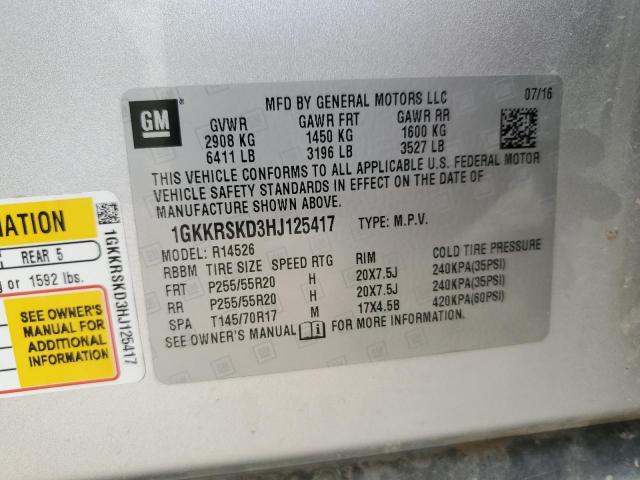 GM
MFD BY GENERAL MOTORS LLC 07/16
GVWR GAWR FRT GAWR RR
2908 KG 1450 KG 1600 KG
6411 LB 3196 LB 3527 LB
THIS VEHICLE CONFORMS TO ALL APPLICABLE U.S. FEDERAL MOTOR
VEHICLE SAFETY STANDARDS IN EFFECT ON THE DATE OF
MANUFACTURE SHOWN ABOVE.
1GKKRSKD3HJ125417 TYPE: M.P.V.
MODEL: R14526
RBBM TIRE SIZE SPEED RTG RIM COLD TIRE PRESSURE
FRT P255/55R20 H 20X7.5J 240KPA(35PSI)
RR P255/55R20 H 20X7.5J 240KPA(35PSI)
SPA T145/70R17 M 17X4.5B 420KPA(60PSI)
SEE OWNER'S MANUAL FOR MORE INFORMATION.
REAR 5
or 1592 lbs.
SEE OWNER'S
MANUAL FOR
ADDITIONAL
INFORMATION
1GKKRSKD3HJ125417